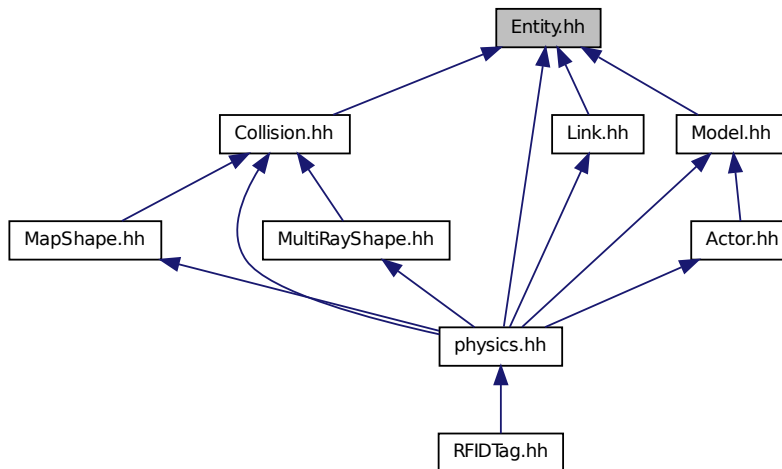 Entity.hh
Collision.hh
Link.hh
Model.hh
MapShape.hh
MultiRayShape.hh
Actor.hh
physics.hh
RFIDTag.hh